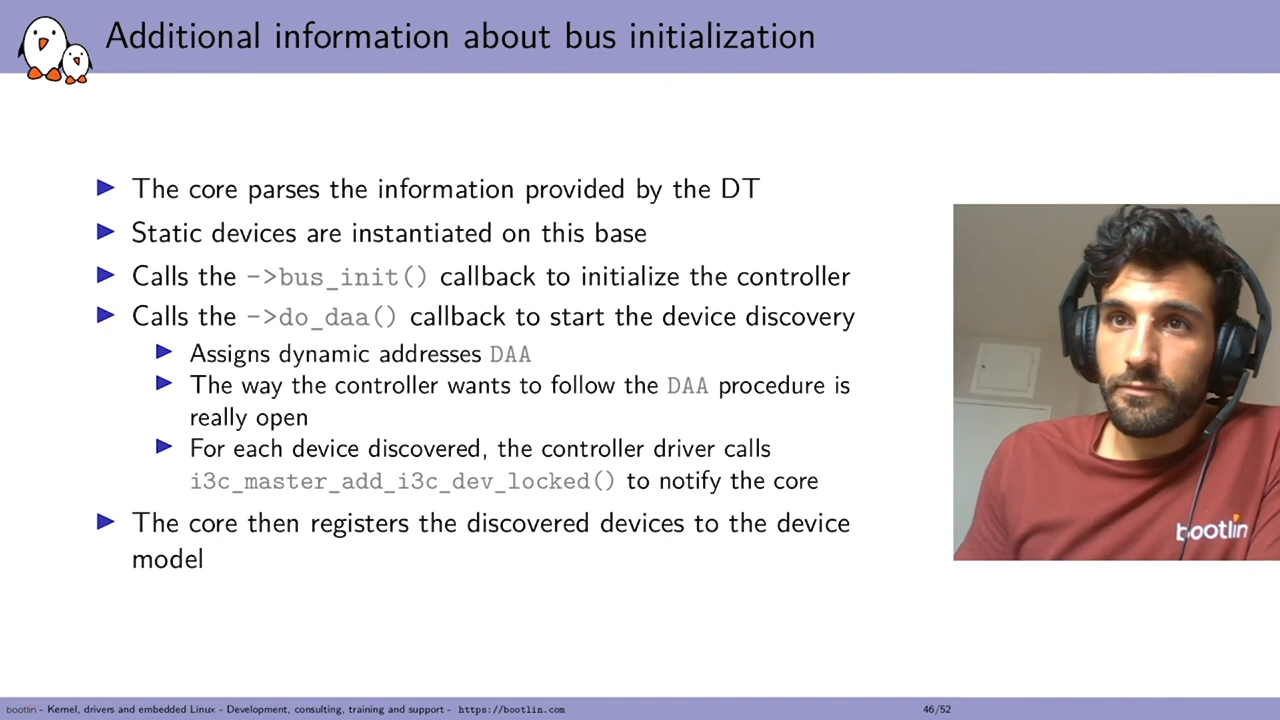 Additional information about bus initialization
The core parses the information provided by the DT
Static devices are instantiated on this base
Calls the ->bus_init() callback to initialize the controller
Calls the ->do_daa() callback to start the device discovery
Assigns dynamic addresses DAA
The way the controller wants to follow the DAA procedure is
really open
For each device discovered, the controller driver calls
i3c_master_add_i3c_dev_locked() to notify the core
The core then registers the discovered devices to the device
model
bootlin
bootlin - Kernel, drivers and embedded Linux - Development, consulting, training and support - https://bootlin.com
46/52